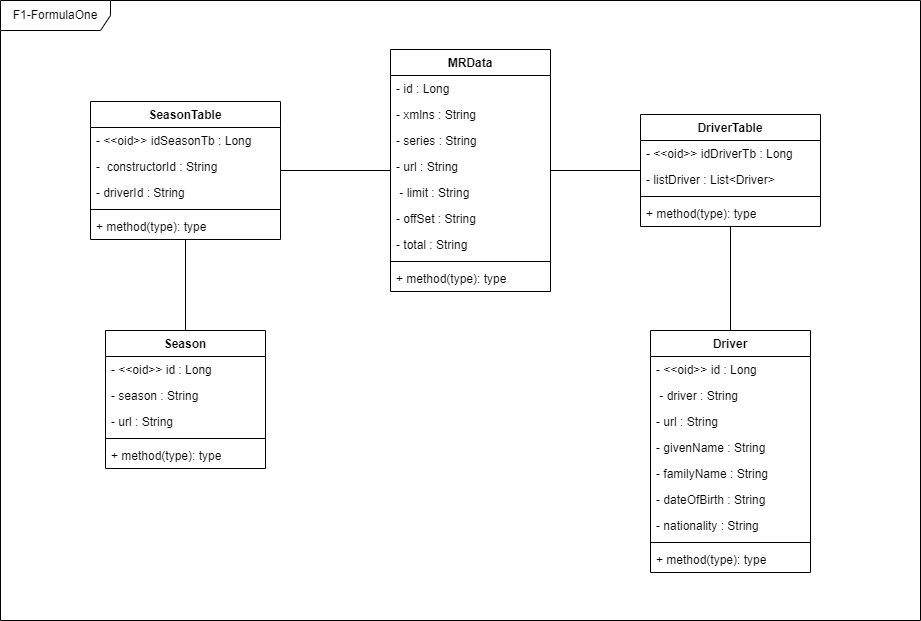 F1-FormulaOne
MRData
- id : Long
- xmlns : String
- series : String
- url : String
- limit : String
- offSet : String
- total : String
+ method(type): type
SeasonTable
- <<oid>> idSeasonTb : Long
- constructorId : String
- driverId : String
+ method(type): type
DriverTable
- <<oid>> idDriverTb : Long
- listDriver : List<Driver>
+ method(type): type
Season
- <<oid>> id : Long
- season : String
- url : String
+ method(type): type
Driver
- <<oid>> id : Long
- driver : String
- url : String
- givenName : String
- familyName : String
- dateOfBirth : String
- nationality : String
+ method(type): type